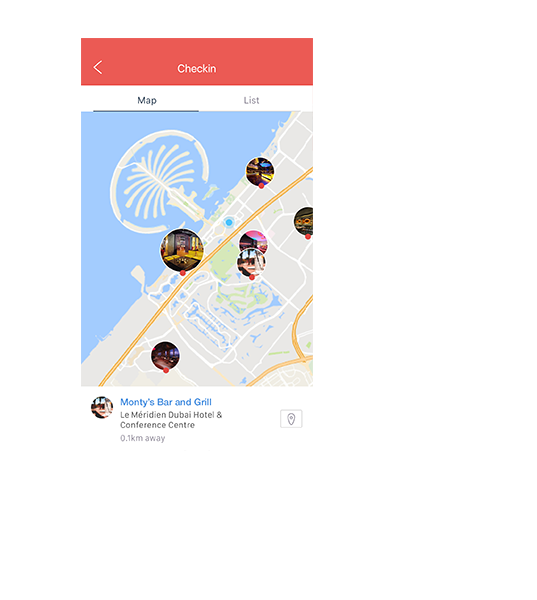 Checkin
Map
List
Monty's Bar and Grill
Le Méridien Dubai Hotel &
Conference Centre
0.1km away